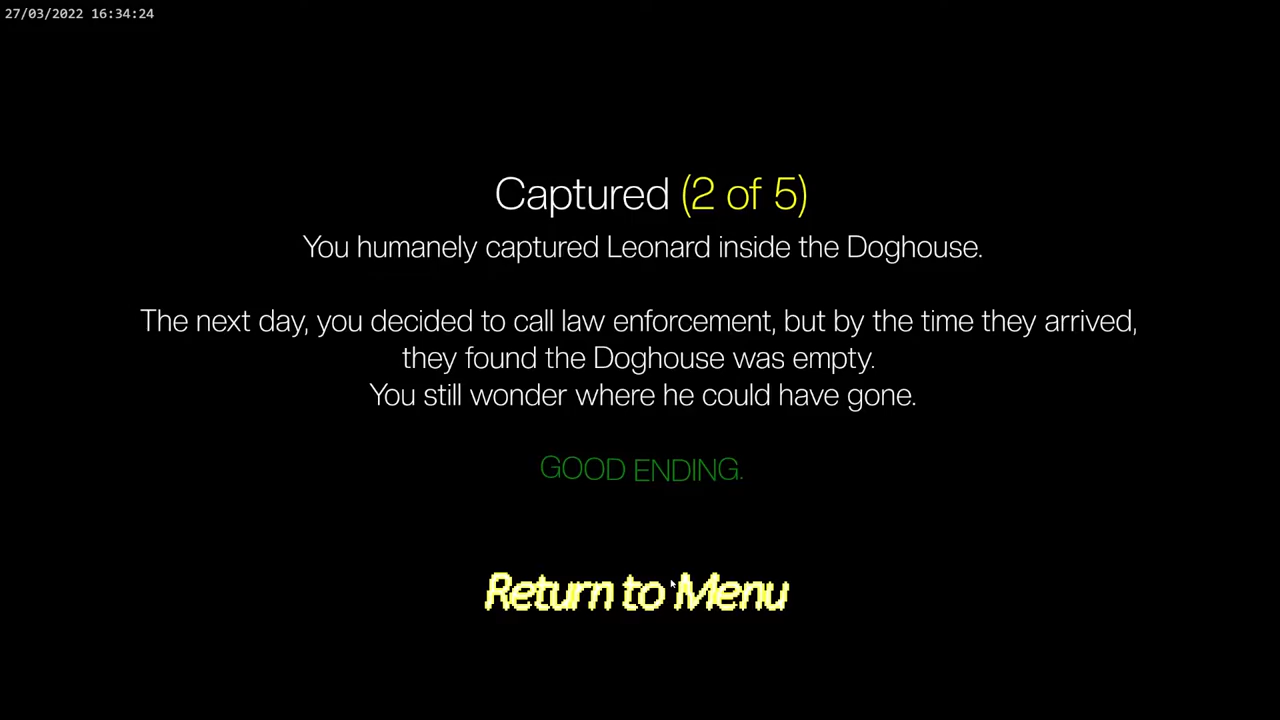 27/03/2022 16:34:24
Captured (2 of 5)
You humanely captured Leonard inside the Doghouse.
The next day, you decided to call law enforcement, but by the time they arrived,
they found the Doghouse was empty.
You still wonder where he could have gone.
GOOD ENDING.
Return to Menu